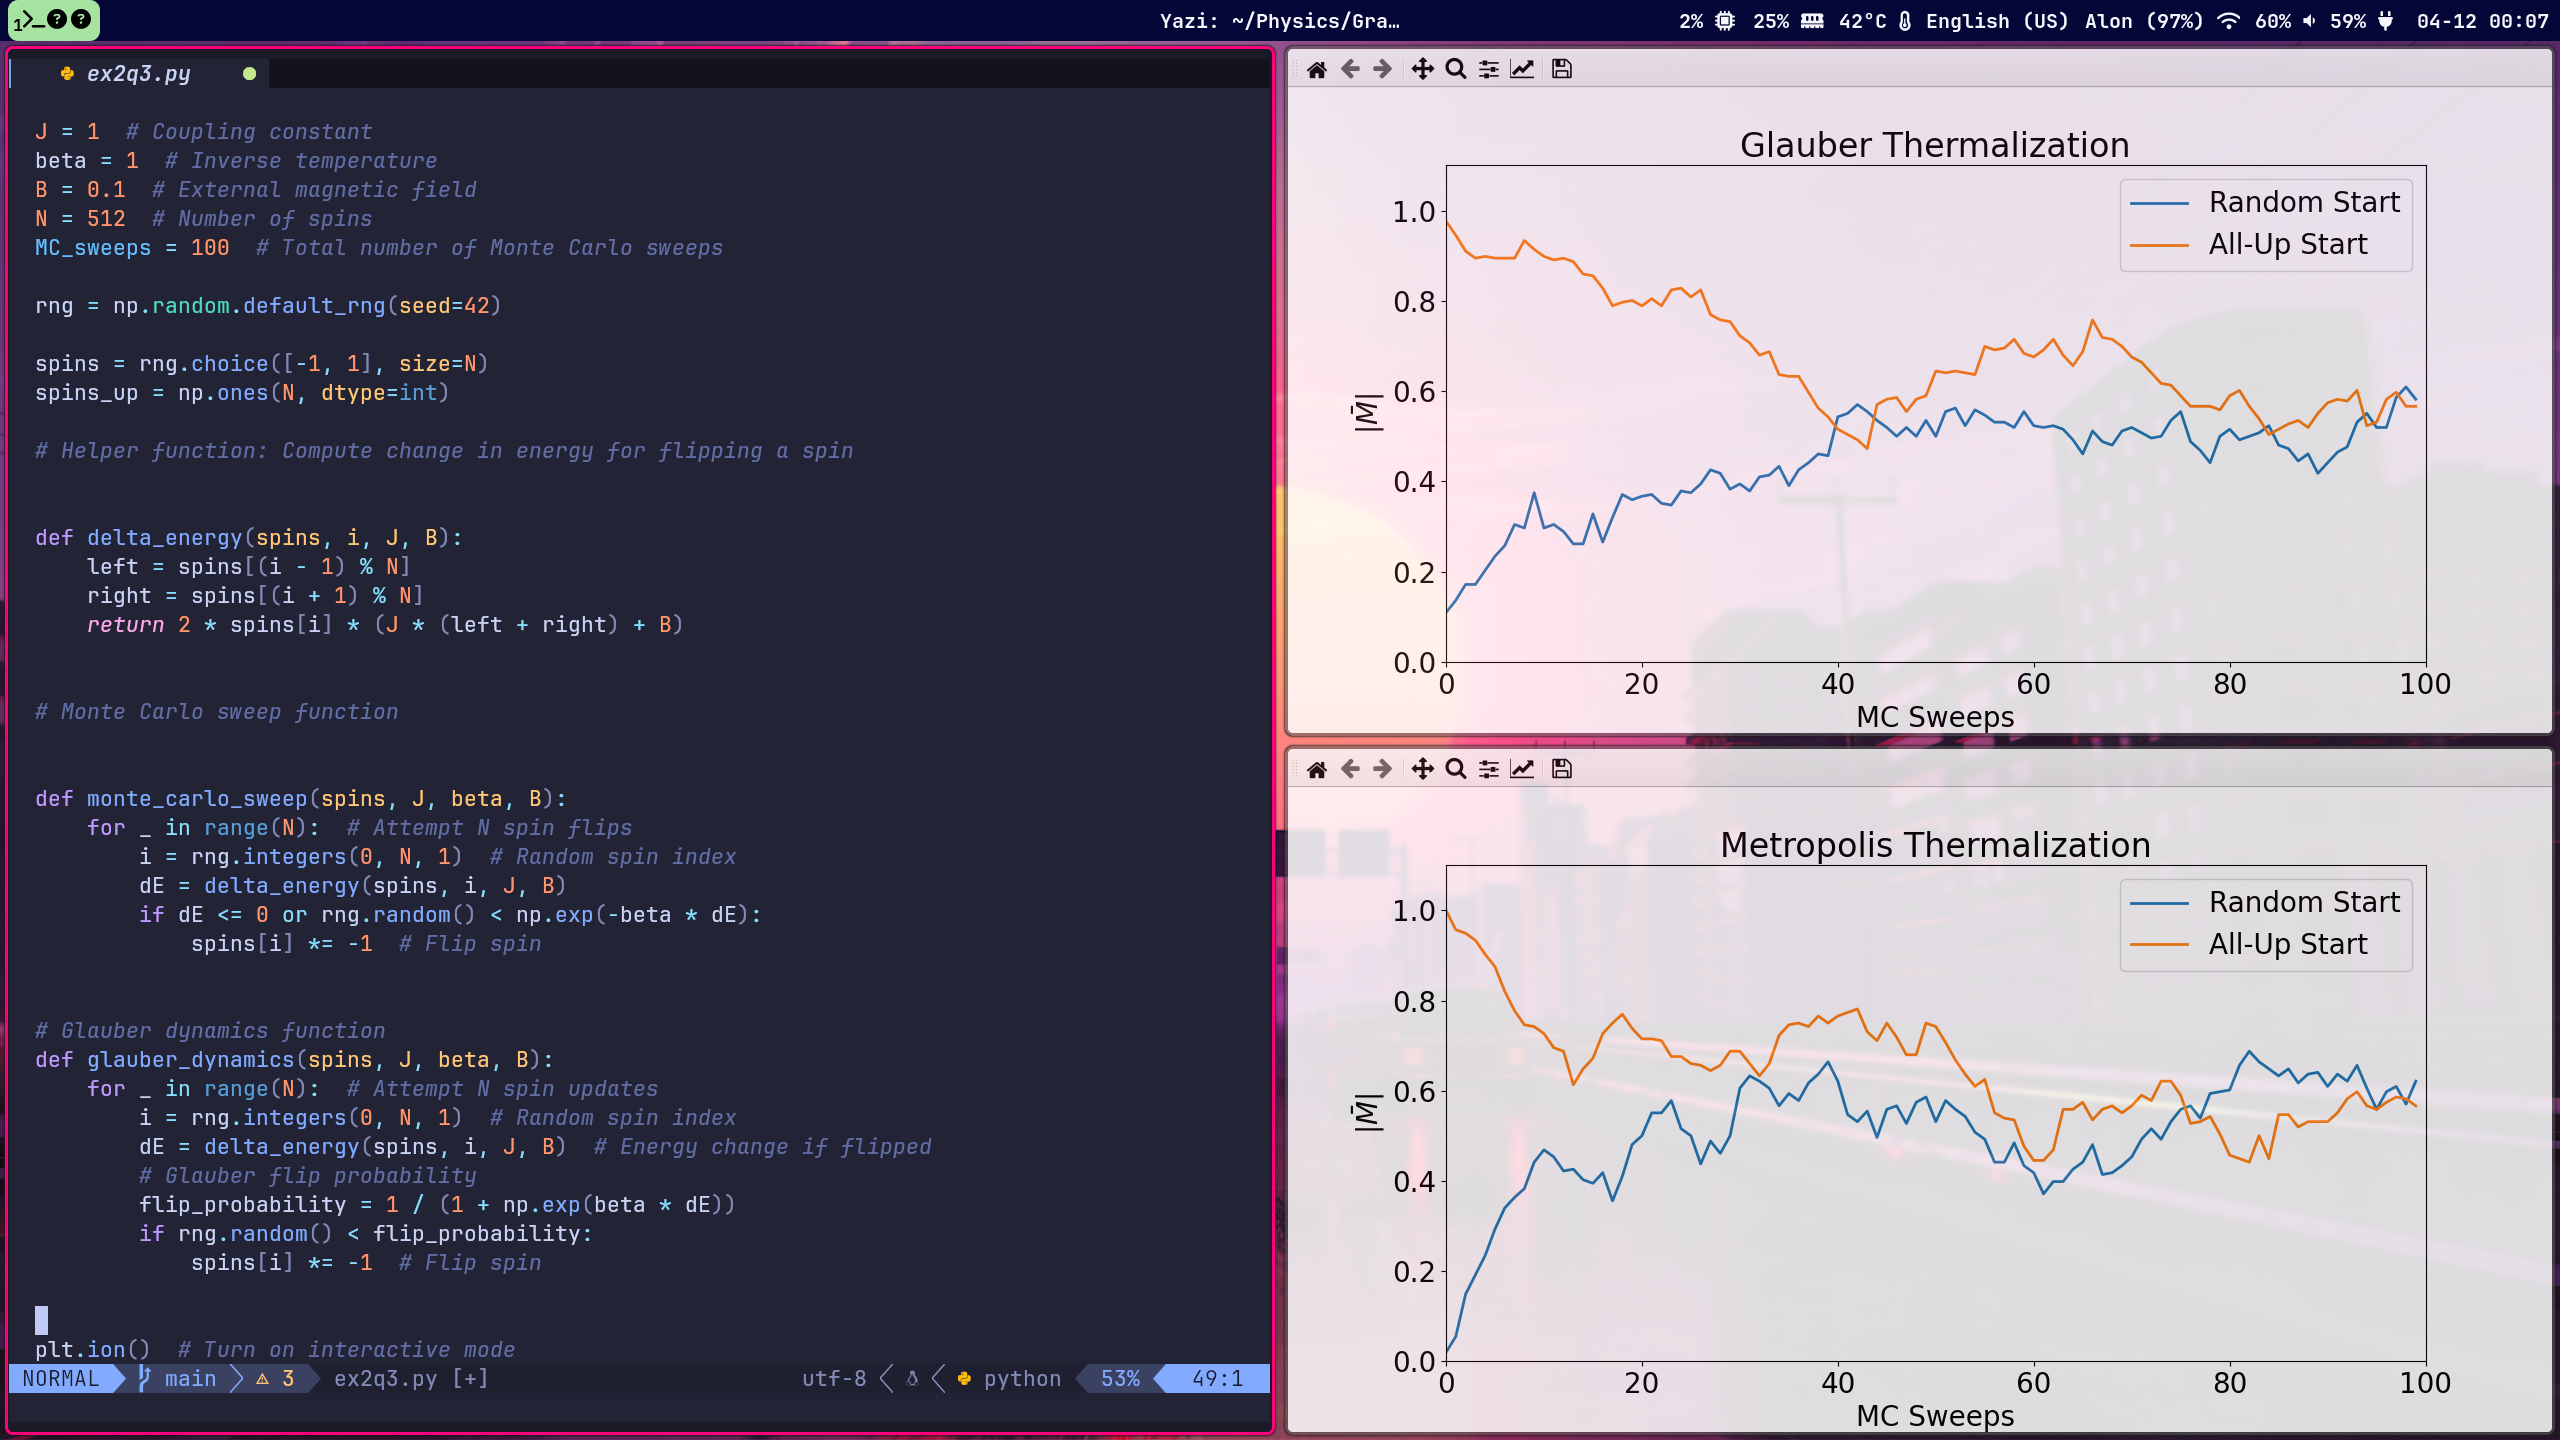 1 Yazi: ~/Physics/Gra… 2% 25% 42°C English (US) Alon (97%) 60% 59% 04-12 00:07
ex2q3.py
J = 1  # Coupling constant
beta = 1  # Inverse temperature
B = 0.1  # External magnetic field
N = 512  # Number of spins
MC_sweeps = 100  # Total number of Monte Carlo sweeps
rng = np.random.default_rng(seed=42)
spins = rng.choice([-1, 1], size=N)
spins_up = np.ones(N, dtype=int)
# Helper function: Compute change in energy for flipping a spin
def delta_energy(spins, i, J, B):
    left = spins[(i - 1) % N]
    right = spins[(i + 1) % N]
    return 2 * spins[i] * (J * (left + right) + B)
# Monte Carlo sweep function
def monte_carlo_sweep(spins, J, beta, B):
    for _ in range(N):  # Attempt N spin flips
        i = rng.integers(0, N, 1)  # Random spin index
        dE = delta_energy(spins, i, J, B)
        if dE <= 0 or rng.random() < np.exp(-beta * dE):
            spins[i] *= -1  # Flip spin
# Glauber dynamics function
def glauber_dynamics(spins, J, beta, B):
    for _ in range(N):  # Attempt N spin updates
        i = rng.integers(0, N, 1)  # Random spin index
        dE = delta_energy(spins, i, J, B)  # Energy change if flipped
        # Glauber flip probability
        flip_probability = 1 / (1 + np.exp(beta * dE))
        if rng.random() < flip_probability:
            spins[i] *= -1  # Flip spin
plt.ion()  # Turn on interactive mode
NORMAL main 3 ex2q3.py [+] utf-8 python 53% 49:1
Glauber Thermalization
Random Start
All-Up Start
1.0
0.8
0.6
0.4
0.2
0.0
|M̄|
0 20 40 60 80 100
MC Sweeps
Metropolis Thermalization
Random Start
All-Up Start
1.0
0.8
0.6
0.4
0.2
0.0
|M̄|
0 20 40 60 80 100
MC Sweeps